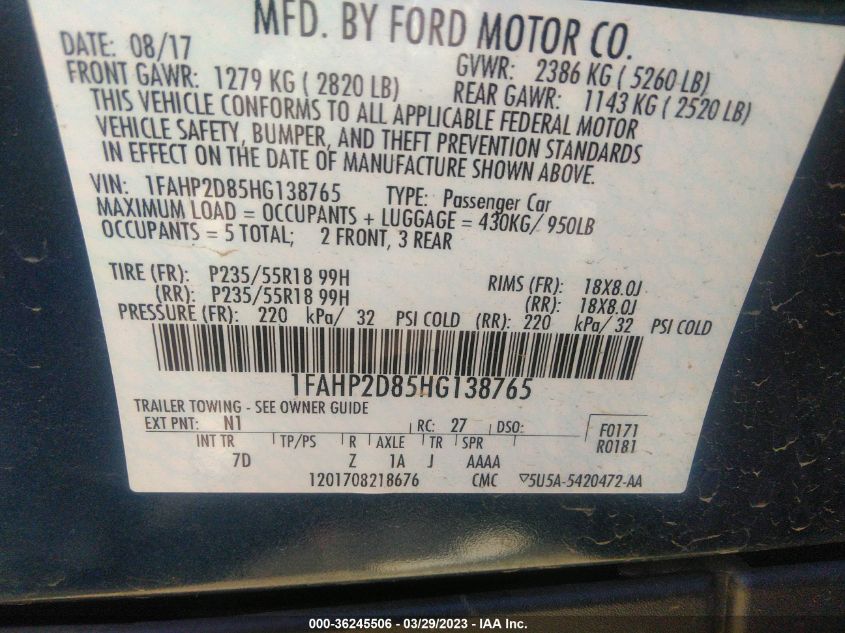 MFD. BY FORD MOTOR CO.
DATE: 08/17 GVWR: 2386 KG ( 5260 LB)
FRONT GAWR: 1279 KG ( 2820 LB) REAR GAWR: 1143 KG ( 2520 LB)
THIS VEHICLE CONFORMS TO ALL APPLICABLE FEDERAL MOTOR
VEHICLE SAFETY, BUMPER, AND THEFT PREVENTION STANDARDS
IN EFFECT ON THE DATE OF MANUFACTURE SHOWN ABOVE.
VIN: 1FAHP2D85HG138765 TYPE: Passenger Car
MAXIMUM LOAD = OCCUPANTS + LUGGAGE = 430KG/ 950LB
OCCUPANTS = 5 TOTAL; 2 FRONT, 3 REAR
TIRE (FR): P235/55R18 99H RIMS (FR): 18X8.0J
(RR): P235/55R18 99H (RR): 18X8.0J
PRESSURE (FR): 220 kPa/ 32 PSI COLD (RR): 220 kPa/ 32 PSI COLD
1FAHP2D85HG138765
TRAILER TOWING - SEE OWNER GUIDE
EXT PNT: N1 RC: 27 DSO: F0171
INT TR TP/PS R AXLE TR SPR R0181
7D Z 1A J AAAA
1201708218676 CMC ▽5U5A-5420472-AA
000-36245506 — 03/29/2023 — IAA Inc.